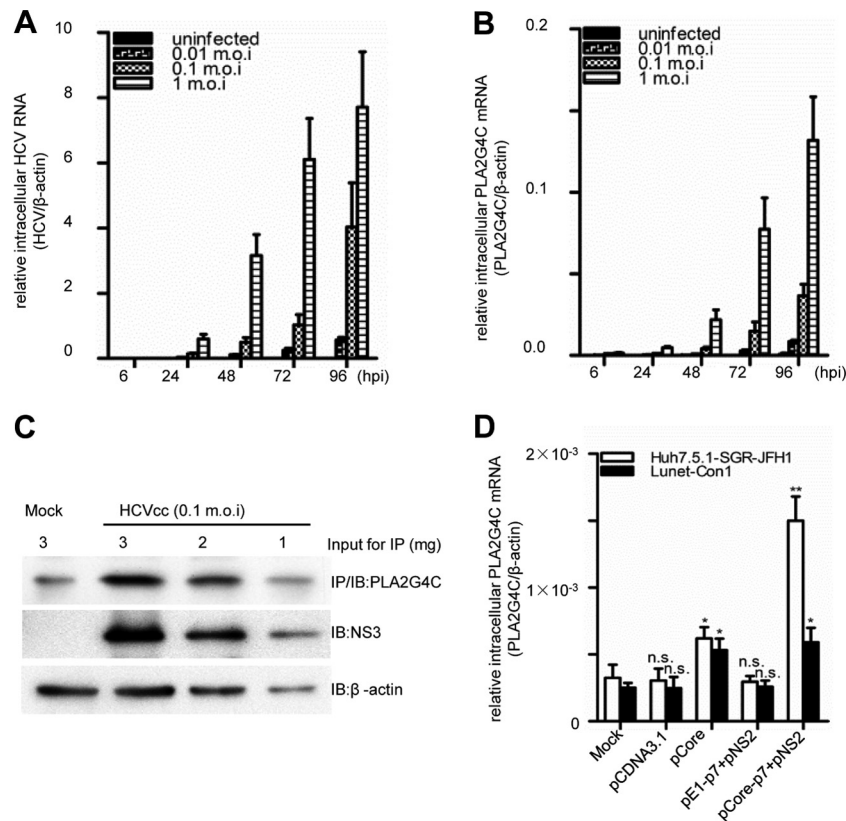 A
relative intracellular HCV RNA
(HCV/β-actin)
10
8
6
4
2
0
uninfected
0.01 m.o.i
0.1 m.o.i
1 m.o.i
6 24 48 72 96 (hpi)
B
relative intracellular PLA2G4C mRNA
(PLA2G4C/β-actin)
0.2
0.1
0.0
uninfected
0.01 m.o.i
0.1 m.o.i
1 m.o.i
6 24 48 72 96 (hpi)
C
Mock HCVcc (0.1 m.o.i)
3 3 2 1 Input for IP (mg)
IP/IB:PLA2G4C
IB:NS3
IB:β -actin
D
relative intracellular PLA2G4C mRNA
(PLA2G4C/β-actin)
2×10-³
1×10-³
0
Huh7.5.1-SGR-JFH1
Lunet-Con1
n.s. n.s. * * n.s. n.s. ** *
Mock
pCDNA3.1
pCore
pE1-p7+pNS2
pCore-p7+pNS2